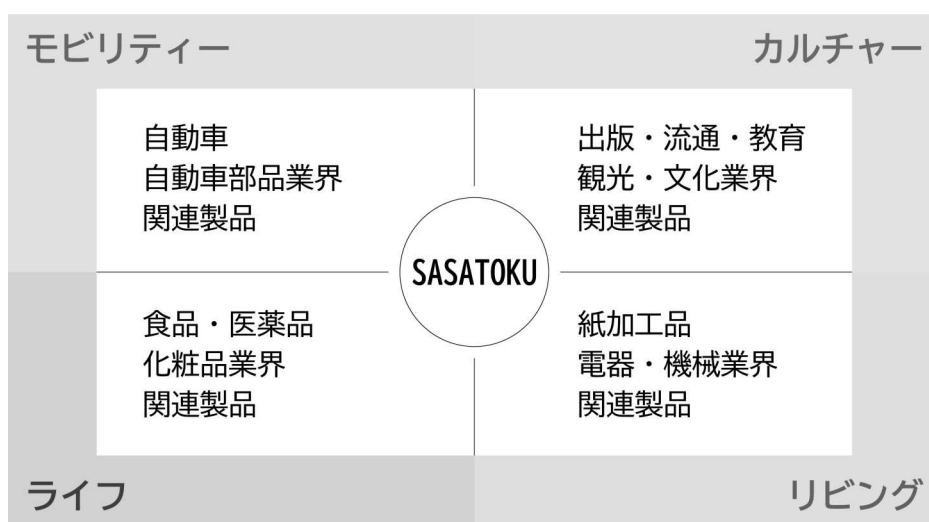 モビリティー
カルチャー
自動車
自動車部品業界
関連製品
出版・流通・教育
観光・文化業界
関連製品
SASATOKU
食品・医薬品
化粧品業界
関連製品
紙加工品
電器・機械業界
関連製品
ライフ
リビング